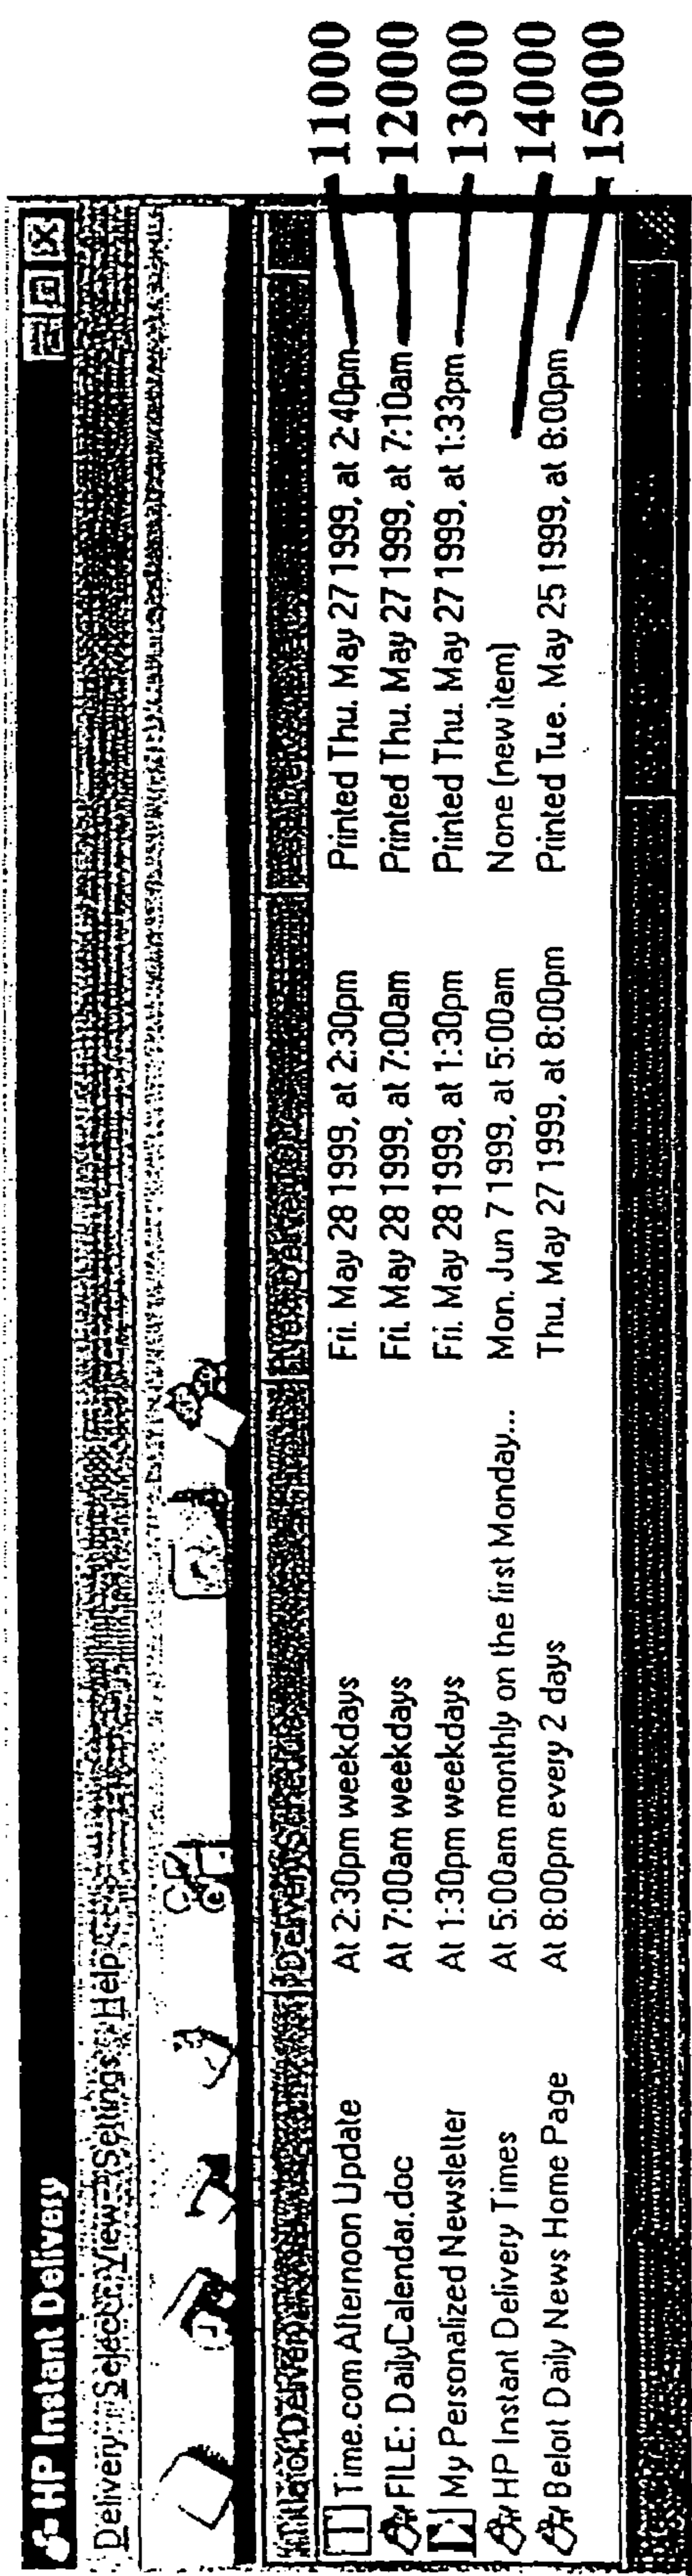 HP Instant Delivery
Delivery Selection View Settings Help
Title of Delivery Delivery Schedule Next Delivery Last Delivery
Time.com Afternoon Update At 2:30pm weekdays Fri. May 28 1999, at 2:30pm Printed Thu. May 27 1999, at 2:40pm 11000
FILE: DailyCalendar.doc At 7:00am weekdays Fri. May 28 1999, at 7:00am Printed Thu. May 27 1999, at 7:10am 12000
My Personalized Newsletter At 1:30pm weekdays Fri. May 28 1999, at 1:30pm Printed Thu. May 27 1999, at 1:33pm 13000
HP Instant Delivery Times At 5:00am monthly on the first Monday... Mon. Jun 7 1999, at 5:00am None (new item) 14000
Beloit Daily News Home Page At 8:00pm every 2 days Thu. May 27 1999, at 8:00pm Printed Tue. May 25 1999, at 8:00pm 15000